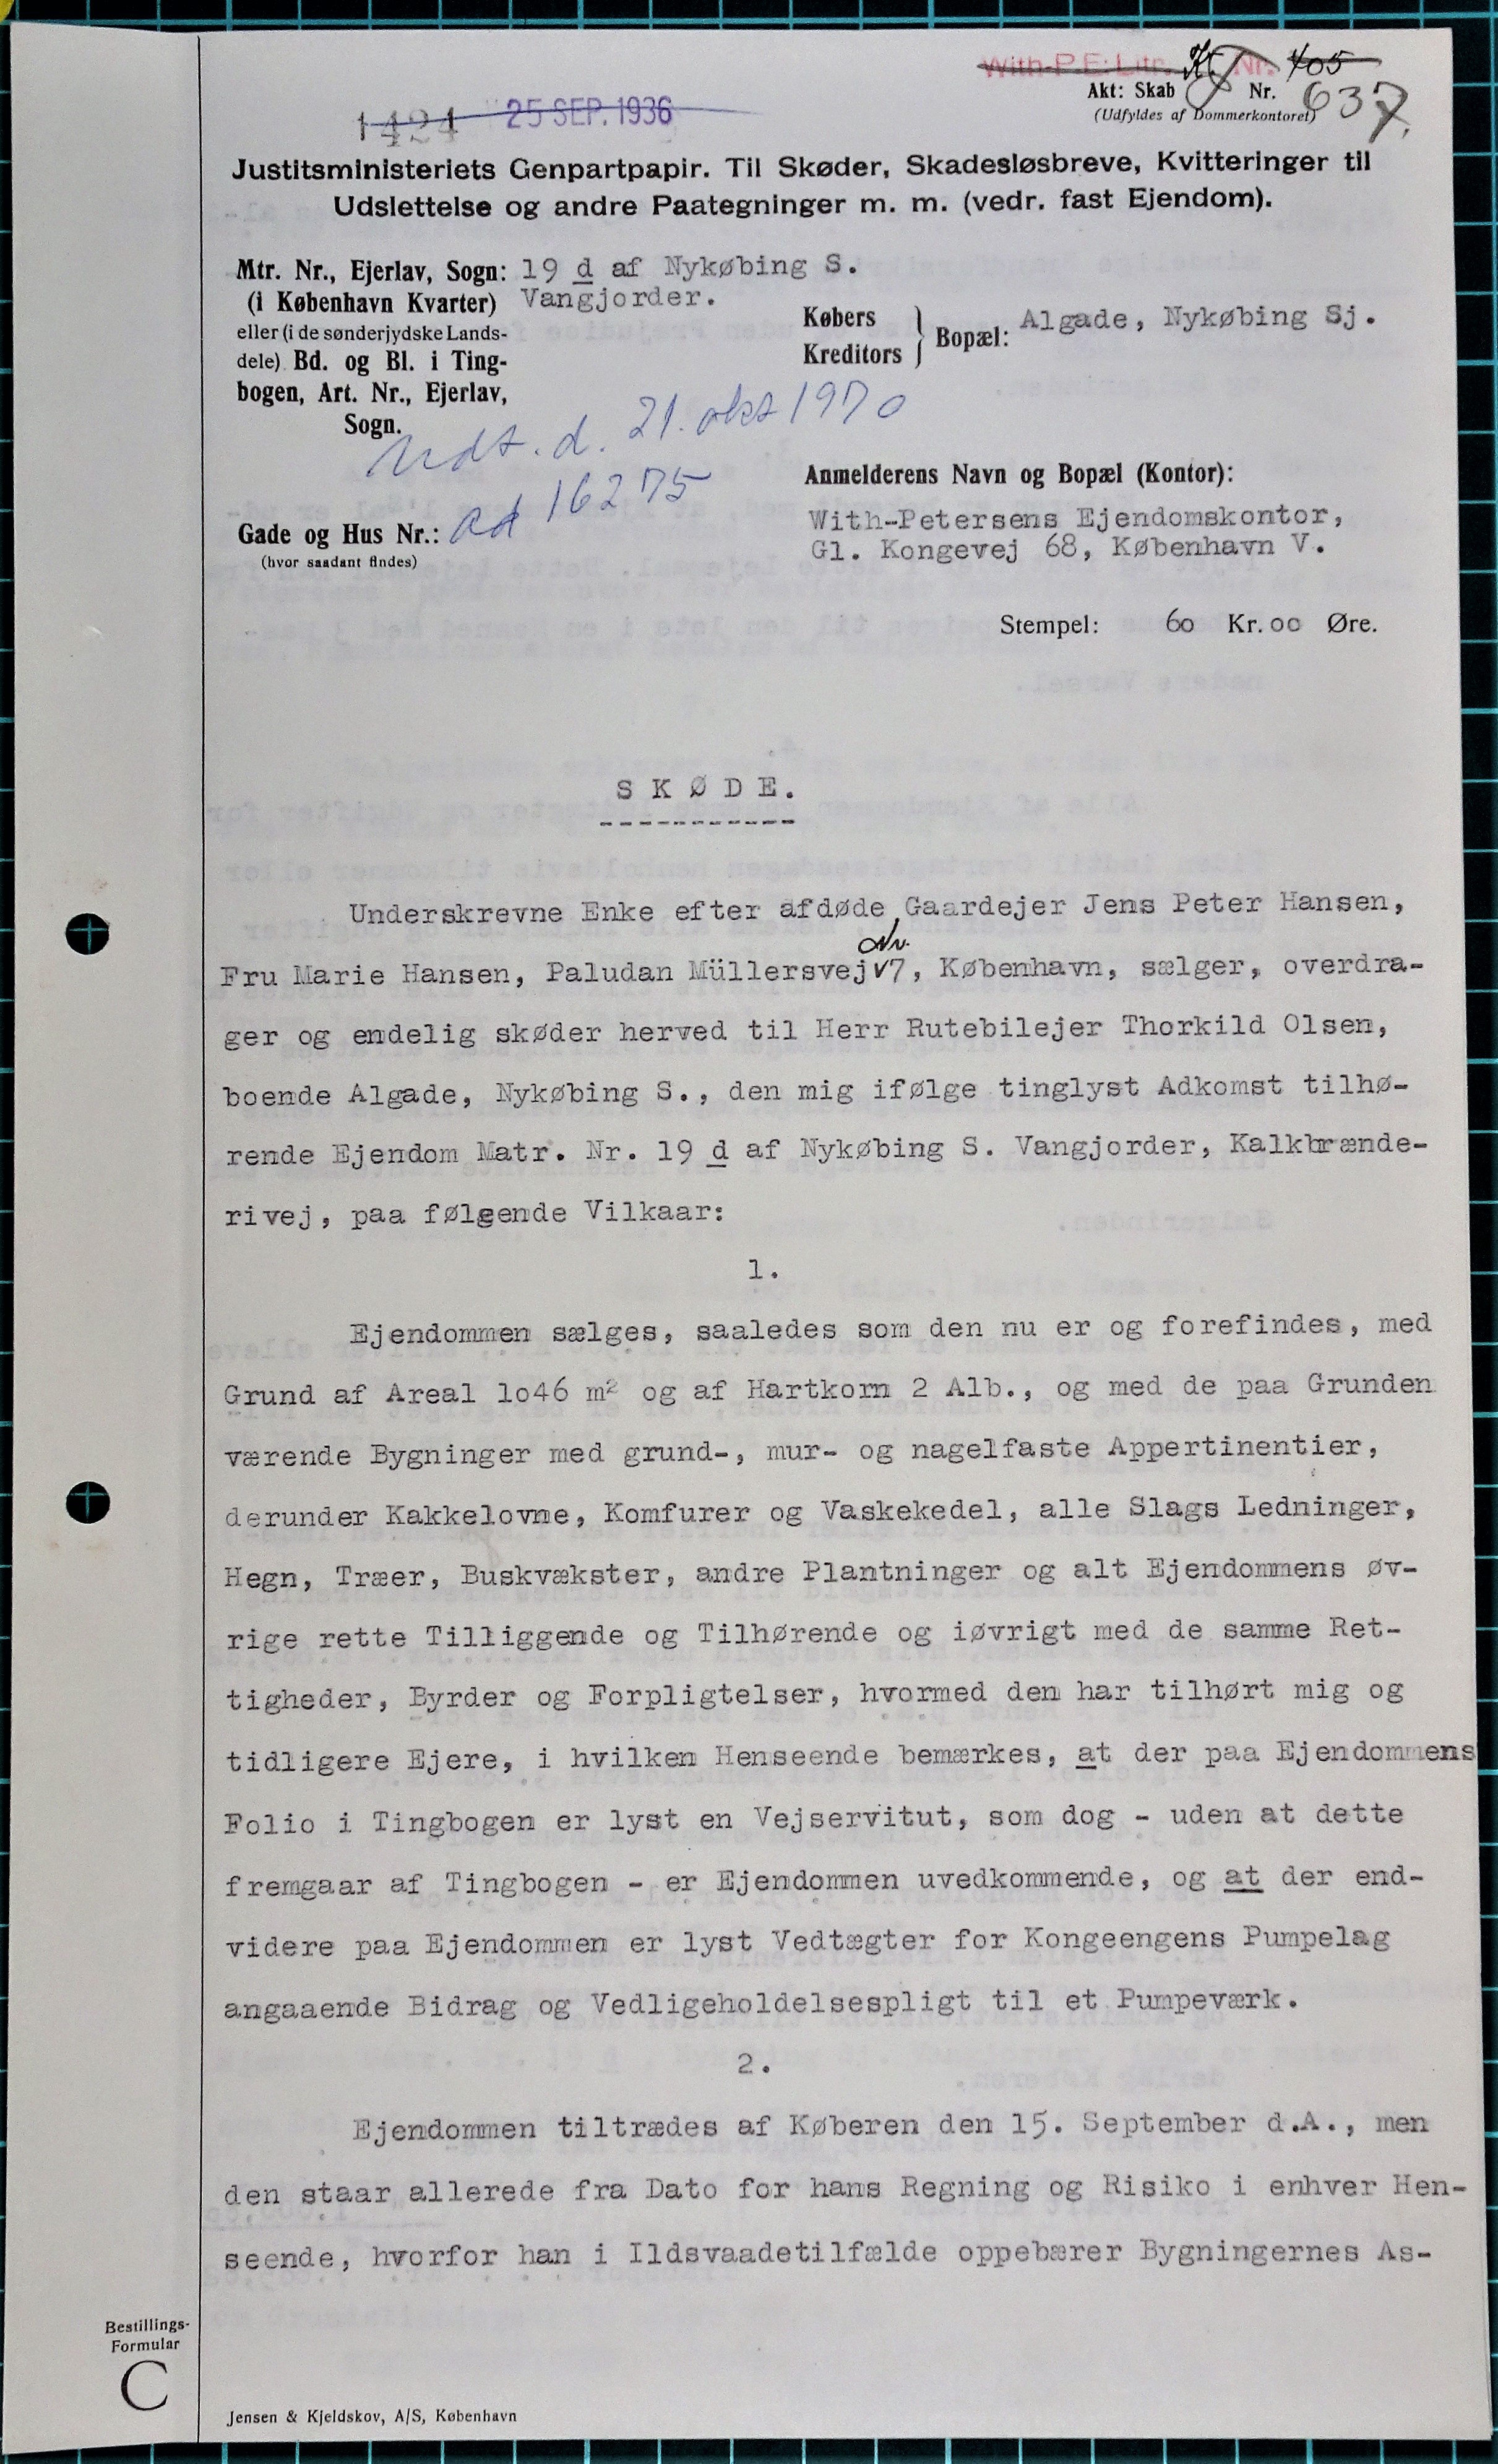 With-P.E: Litr. K. Nr. 405
Akt: Skab Nr. 637.
(Udfyldes af Dommerkontoret)
1424 25 SEP. 1936
Justitsministeriets Genpartpapir. Til Skøder, Skadesløsbreve, Kvitteringer til
Udslettelse og andre Paategninger m. m. (vedr. fast Ejendom).
Mtr. Nr., Ejerlav, Sogn: 19 d af Nykøbing S.
(i København Kvarter) Vangjorder.
eller (i de sønderjydske Lands-
dele) Bd. og Bl. i Ting-
bogen, Art. Nr., Ejerlav,
Sogn.
Købers
Kreditors } Bopæl: Algade, Nykøbing Sj.
Udt. d. 21. okt 1970
ad 16275
Gade og Hus Nr.:
(hvor saadant findes)
Anmelderens Navn og Bopæl (Kontor):
With-Petersens Ejendomskontor,
Gl. Kongevej 68, København V.
Stempel: 60 Kr. 00 Øre.
SKØDE.
Underskrevne Enke efter afdøde Gaardejer Jens Peter Hansen,
Nr.
Fru Marie Hansen, Paludan Müllersvej 7, København, sælger, overdra-
ger og endelig skøder herved til Herr Rutebilejer Thorkild Olsen,
boende Algade, Nykøbing S., den mig ifølge tinglyst Adkomst tilhø-
rende Ejendom Matr. Nr. 19 d af Nykøbing S. Vangjorder, Kalkbrænde-
rivej, paa følgende Vilkaar:
1.
Ejendommen sælges, saaledes som den nu er og forefindes, med
Grund af Areal 1o46 m² og af Hartkorn 2 Alb., og med de paa Grunden
værende Bygninger med grund-, mur- og nagelfaste Appertinentier,
derunder Kakkelovne, Komfurer og Vaskekedel, alle Slags Ledninger,
Hegn, Træer, Buskvækster, andre Plantninger og alt Ejendommens øv-
rige rette Tilliggende og Tilhørende og iøvrigt med de samme Ret-
tigheder, Byrder og Forpligtelser, hvormed den har tilhørt mig og
tidligere Ejere, i hvilken Henseende bemærkes, at der paa Ejendommens
Folio i Tingbogen er lyst en Vejservitut, som dog - uden at dette
fremgaar af Tingbogen - er Ejendommen uvedkommende, og at der end-
videre paa Ejendommen er lyst Vedtægter for Kongeengens Pumpelag
angaaende Bidrag og Vedligeholdelsespligt til et Pumpeværk.
2.
Ejendommen tiltrædes af Køberen den 15. September d.A., men
den staar allerede fra Dato for hans Regning og Risiko i enhver Hen-
seende, hvorfor han i Ildsvaadetilfælde oppebærer Bygningernes As-
Bestillings-
Formular
C
Jensen & Kjeldskov, A/S, København